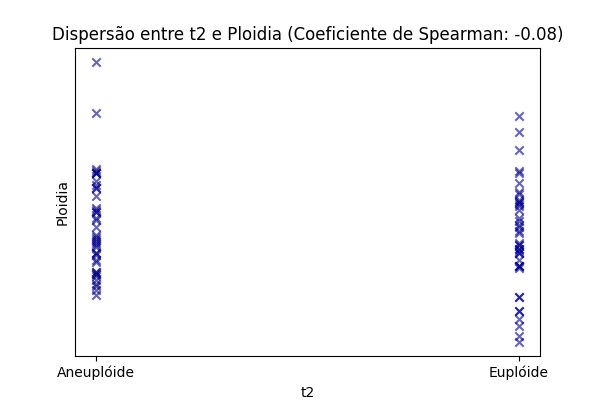 Dispersão entre t2 e Ploidia (Coeficiente de Spearman: -0.08)
Ploidia
Aneuplóide
Euplóide
t2